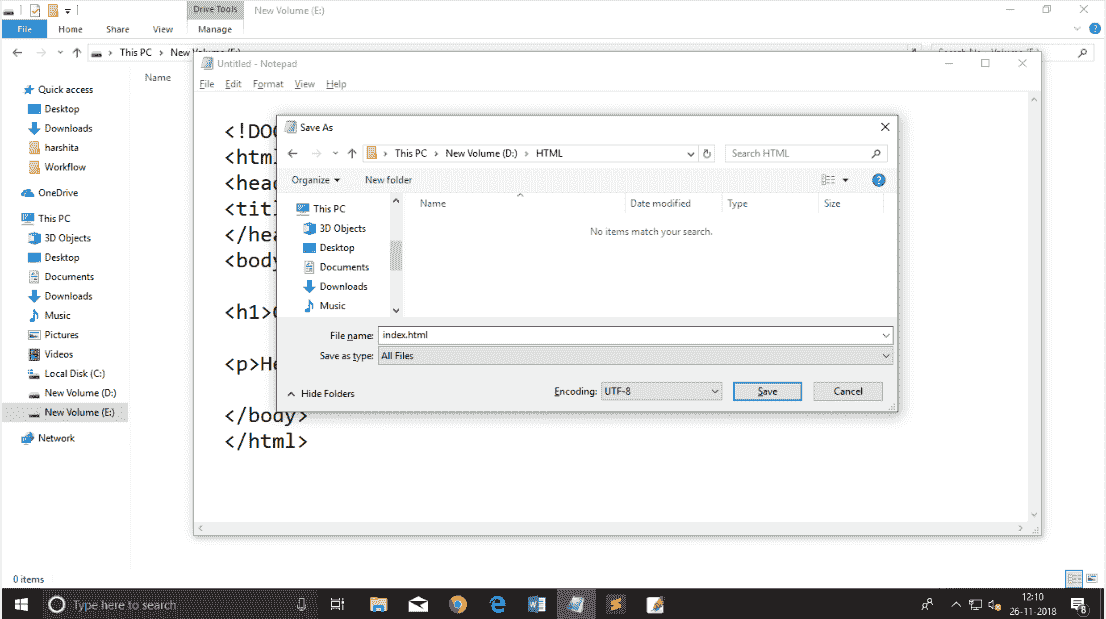 Drive Tools
New Volume (E:)
File
Home
Share
View
Manage
This PC
New Volume (E:)
Search New Volume (E:)
Quick access
Desktop
Downloads
harshita
Workflow
OneDrive
This PC
3D Objects
Desktop
Documents
Downloads
Music
Pictures
Videos
Local Disk (C:)
New Volume (D:)
New Volume (E:)
Network
0 items
Name
Untitled - Notepad
File Edit Format View Help
<!DOC
<html
<head
<titl
</hea
<body
<h1>
<p>He
</body>
</html>
Save As
This PC > New Volume (D:) > HTML
Search HTML
Organize
New folder
This PC
3D Objects
Desktop
Documents
Downloads
Music
Name
Date modified
Type
Size
No items match your search.
File name: index.html
Save as type: All Files
Hide Folders
Encoding: UTF-8
Save
Cancel
Type here to search
12:10
26-11-2018
8